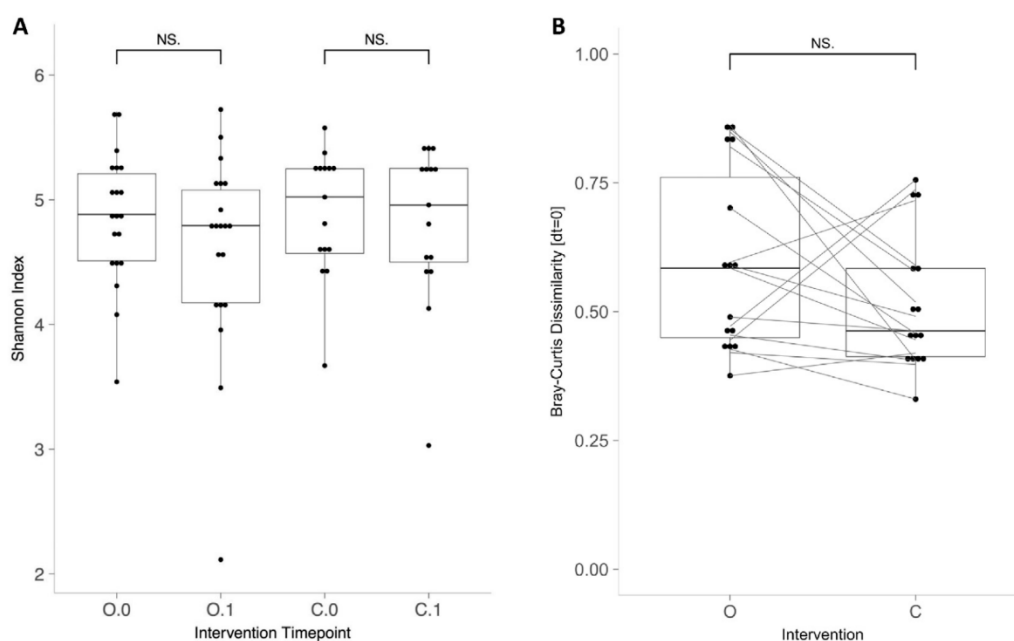 A
NS.
NS.
6
5
4
3
2
Shannon Index
O.0
O.1
C.0
C.1
Intervention Timepoint
B
NS.
1.00
0.75
0.50
0.25
0.00
Bray-Curtis Dissimilarity [dt=0]
O
C
Intervention